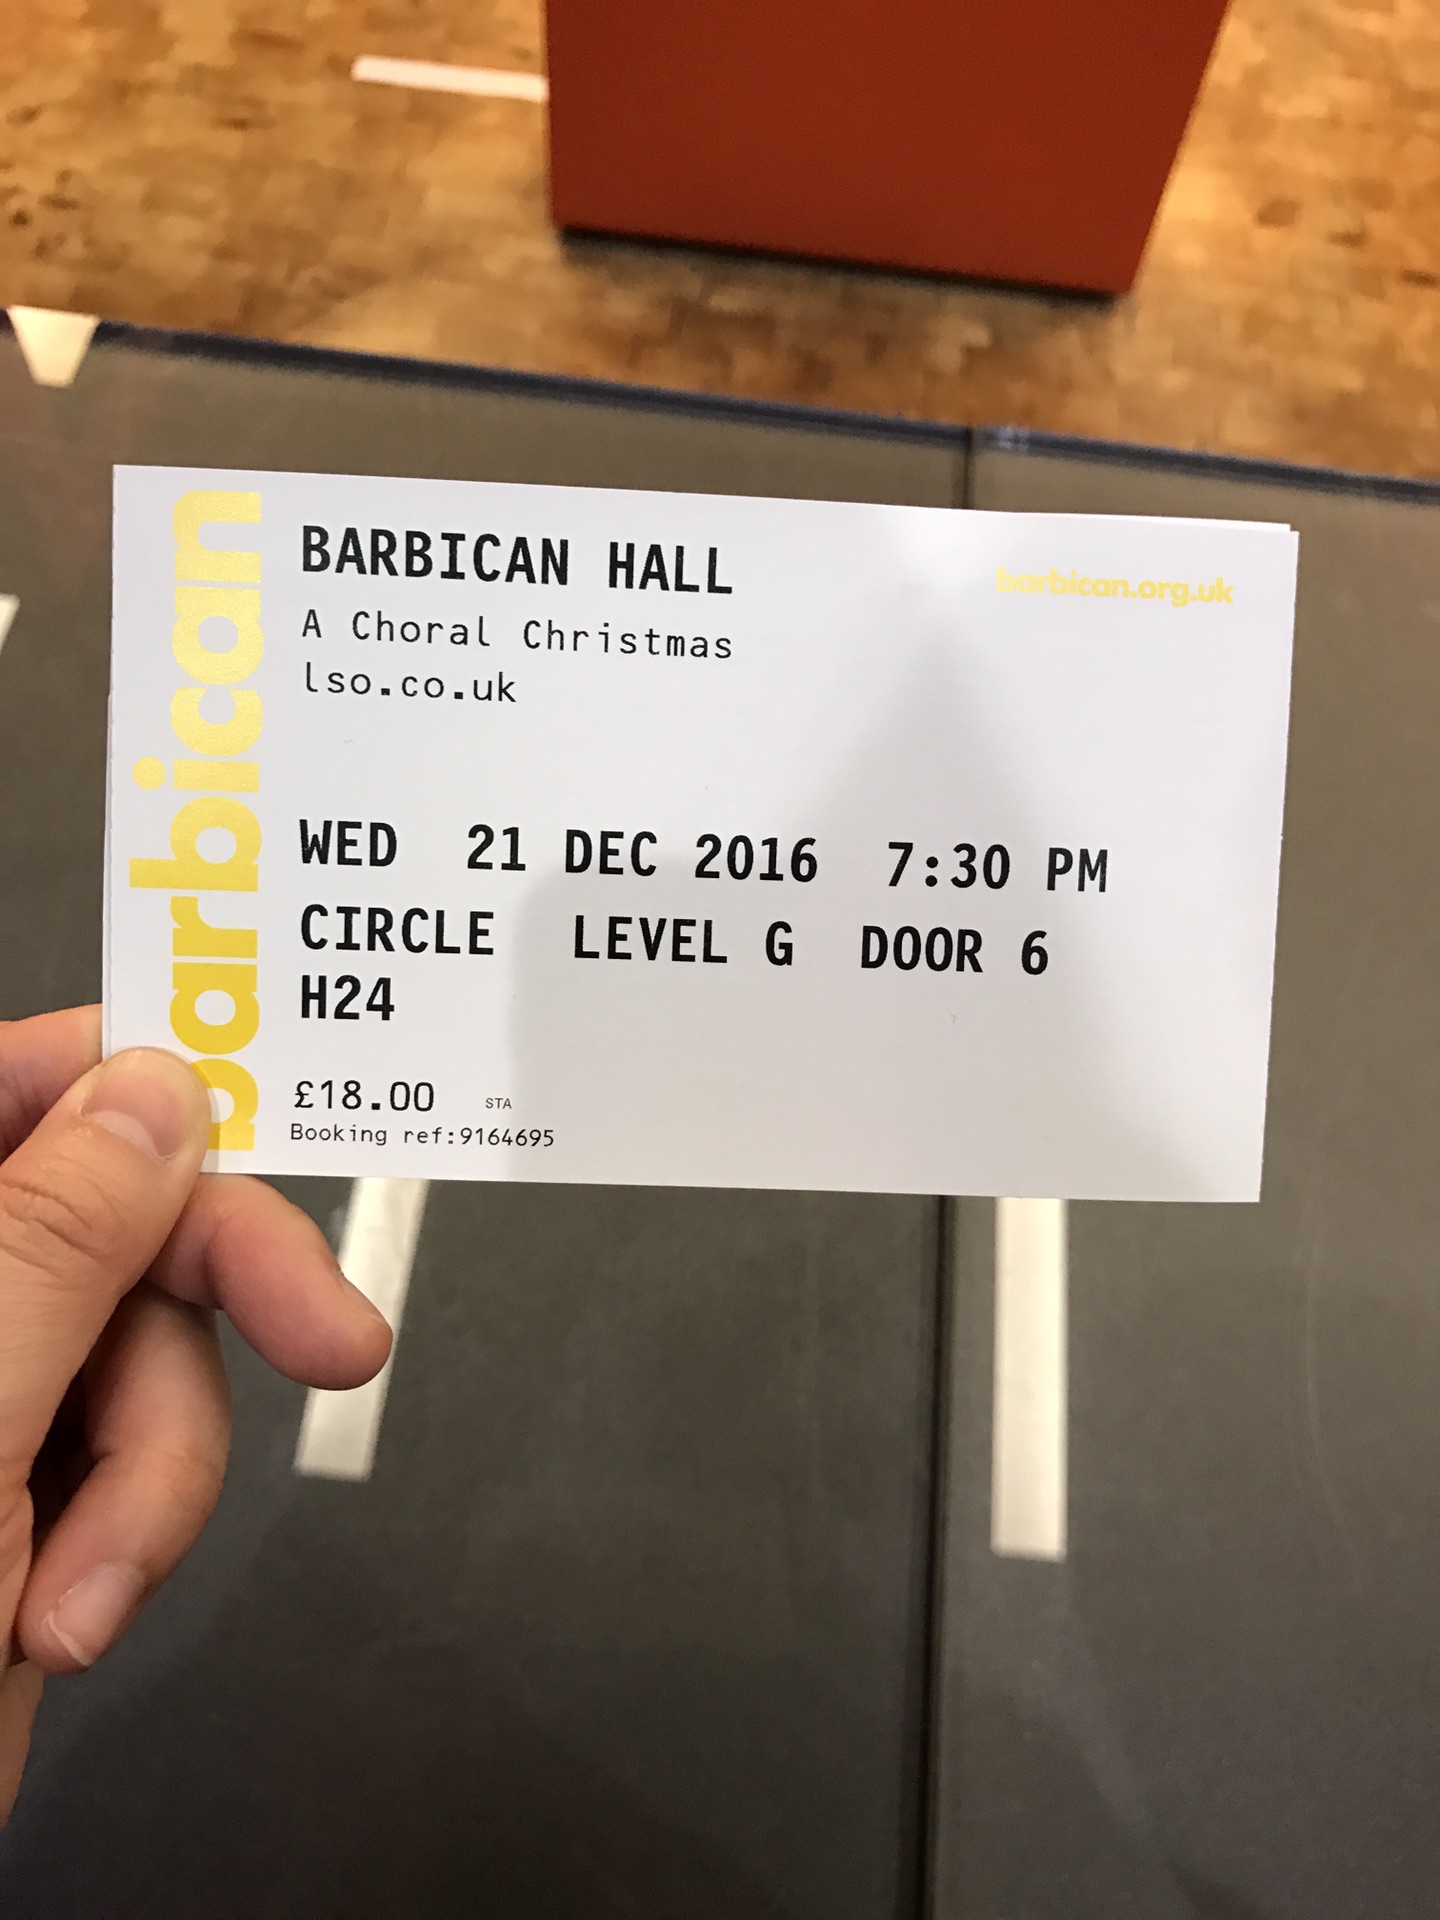 barbican
BARBICAN HALL
barbican.org.uk
A Choral Christmas
lso.co.uk
WED 21 DEC 2016 7:30 PM
CIRCLE LEVEL G DOOR 6
H24
£18.00 STA
Booking ref:9164695